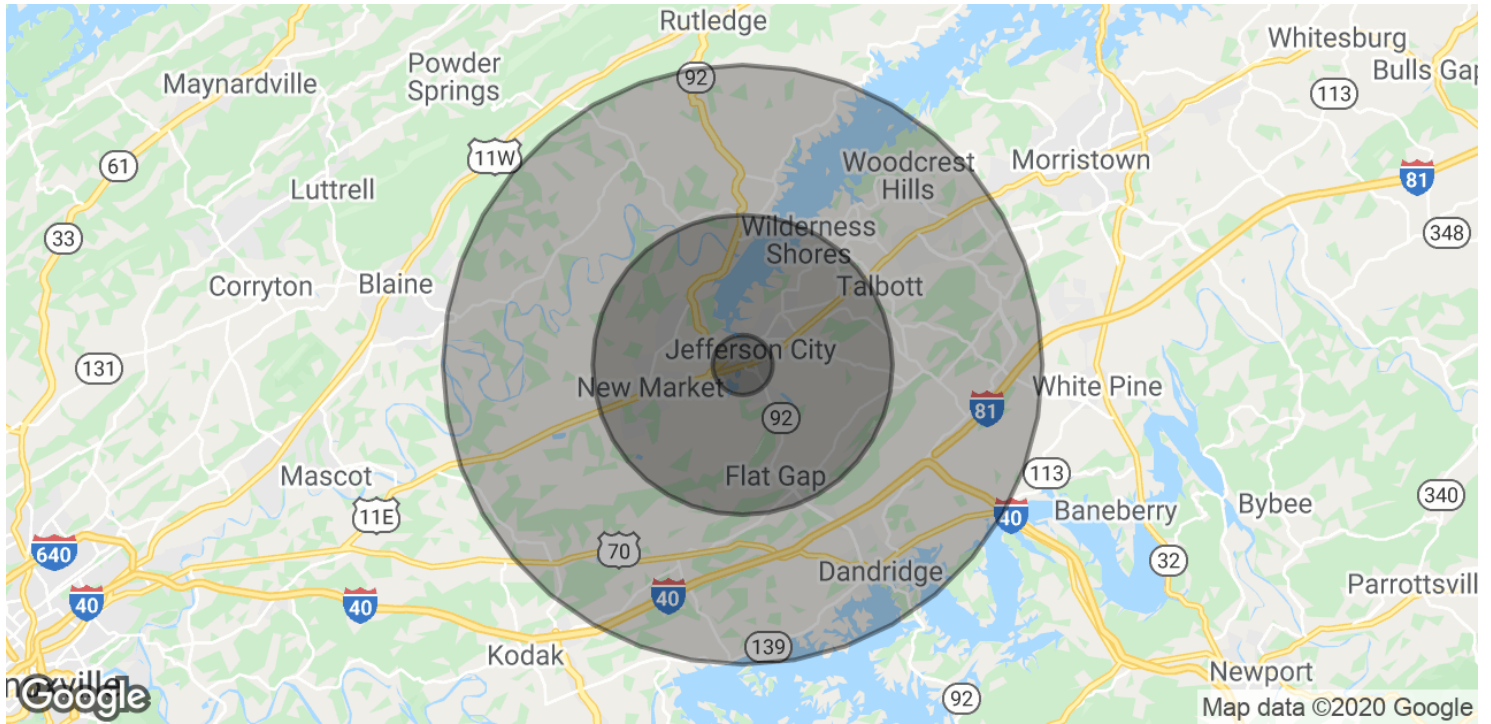 Rutledge
Whitesburg
Powder
Springs
Bulls Gap
92
Maynardville
113
11W
Woodcrest
Hills
Morristown
61
81
Luttrell
33
Wilderness
Shores
348
Corryton
Blaine
Talbott
131
Jefferson City
New Market
White Pine
81
92
Mascot
Flat Gap
113
340
11E
40
Baneberry
Bybee
640
70
32
40
40
40
Dandridge
Parrottsvill
139
Kodak
Newport
92
Google
Map data ©2020 Google